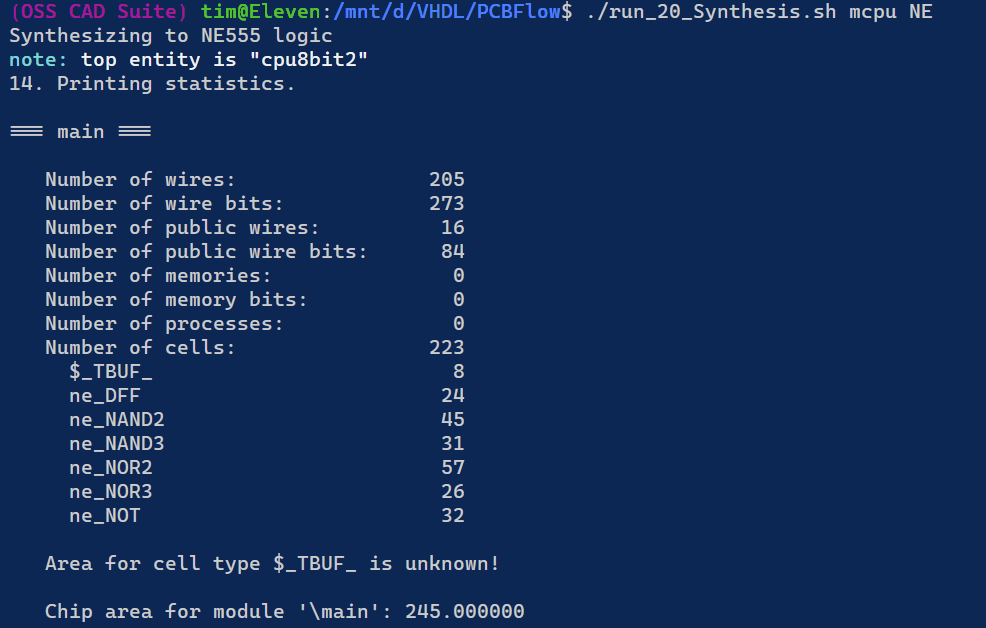 (OSS CAD Suite) tim@Eleven:/mnt/d/VHDL/PCBFlow$ ./run_20_Synthesis.sh mcpu NE
Synthesizing to NE555 logic
note: top entity is "cpu8bit2"
14. Printing statistics.
=== main ===
Number of wires: 205
Number of wire bits: 273
Number of public wires: 16
Number of public wire bits: 84
Number of memories: 0
Number of memory bits: 0
Number of processes: 0
Number of cells: 223
$_TBUF_ 8
ne_DFF 24
ne_NAND2 45
ne_NAND3 31
ne_NOR2 57
ne_NOR3 26
ne_NOT 32
Area for cell type $_TBUF_ is unknown!
Chip area for module '\main': 245.000000